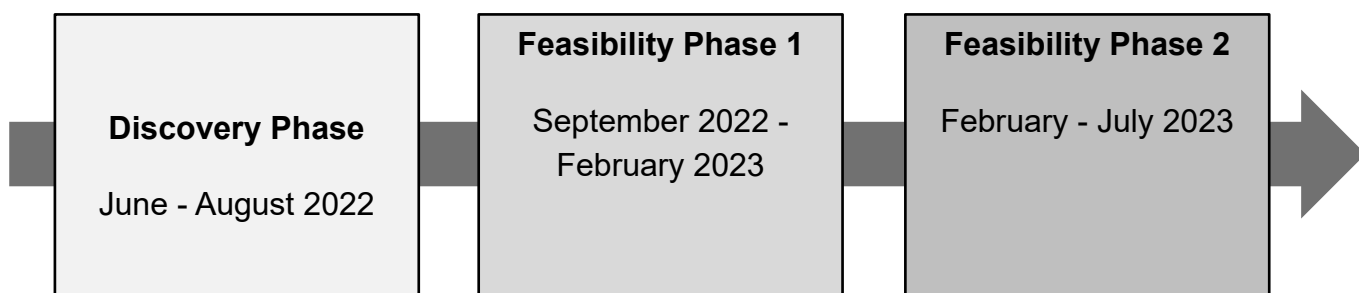 Discovery Phase
June - August 2022
Feasibility Phase 1
September 2022 -
February 2023
Feasibility Phase 2
February - July 2023